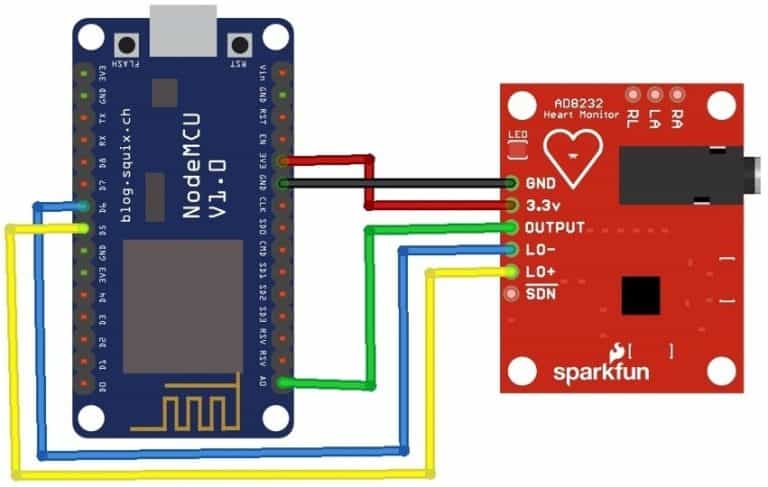 FLASH
RST
3V3
GND
TX
RX
D8
D7
D6
D5
GND
3V3
D4
D3
D2
D1
D0
blog.squix.ch
NodeMCU
V1.0
Vin
GND
RST
EN
3V3
GND
CLK
SD0
CMD
SD1
SD2
SD3
RSV
RSV
A0
AD8232
Heart Monitor
LED
RL
LA
RA
GND
3.3v
OUTPUT
LO-
LO+
SDN
sparkfun